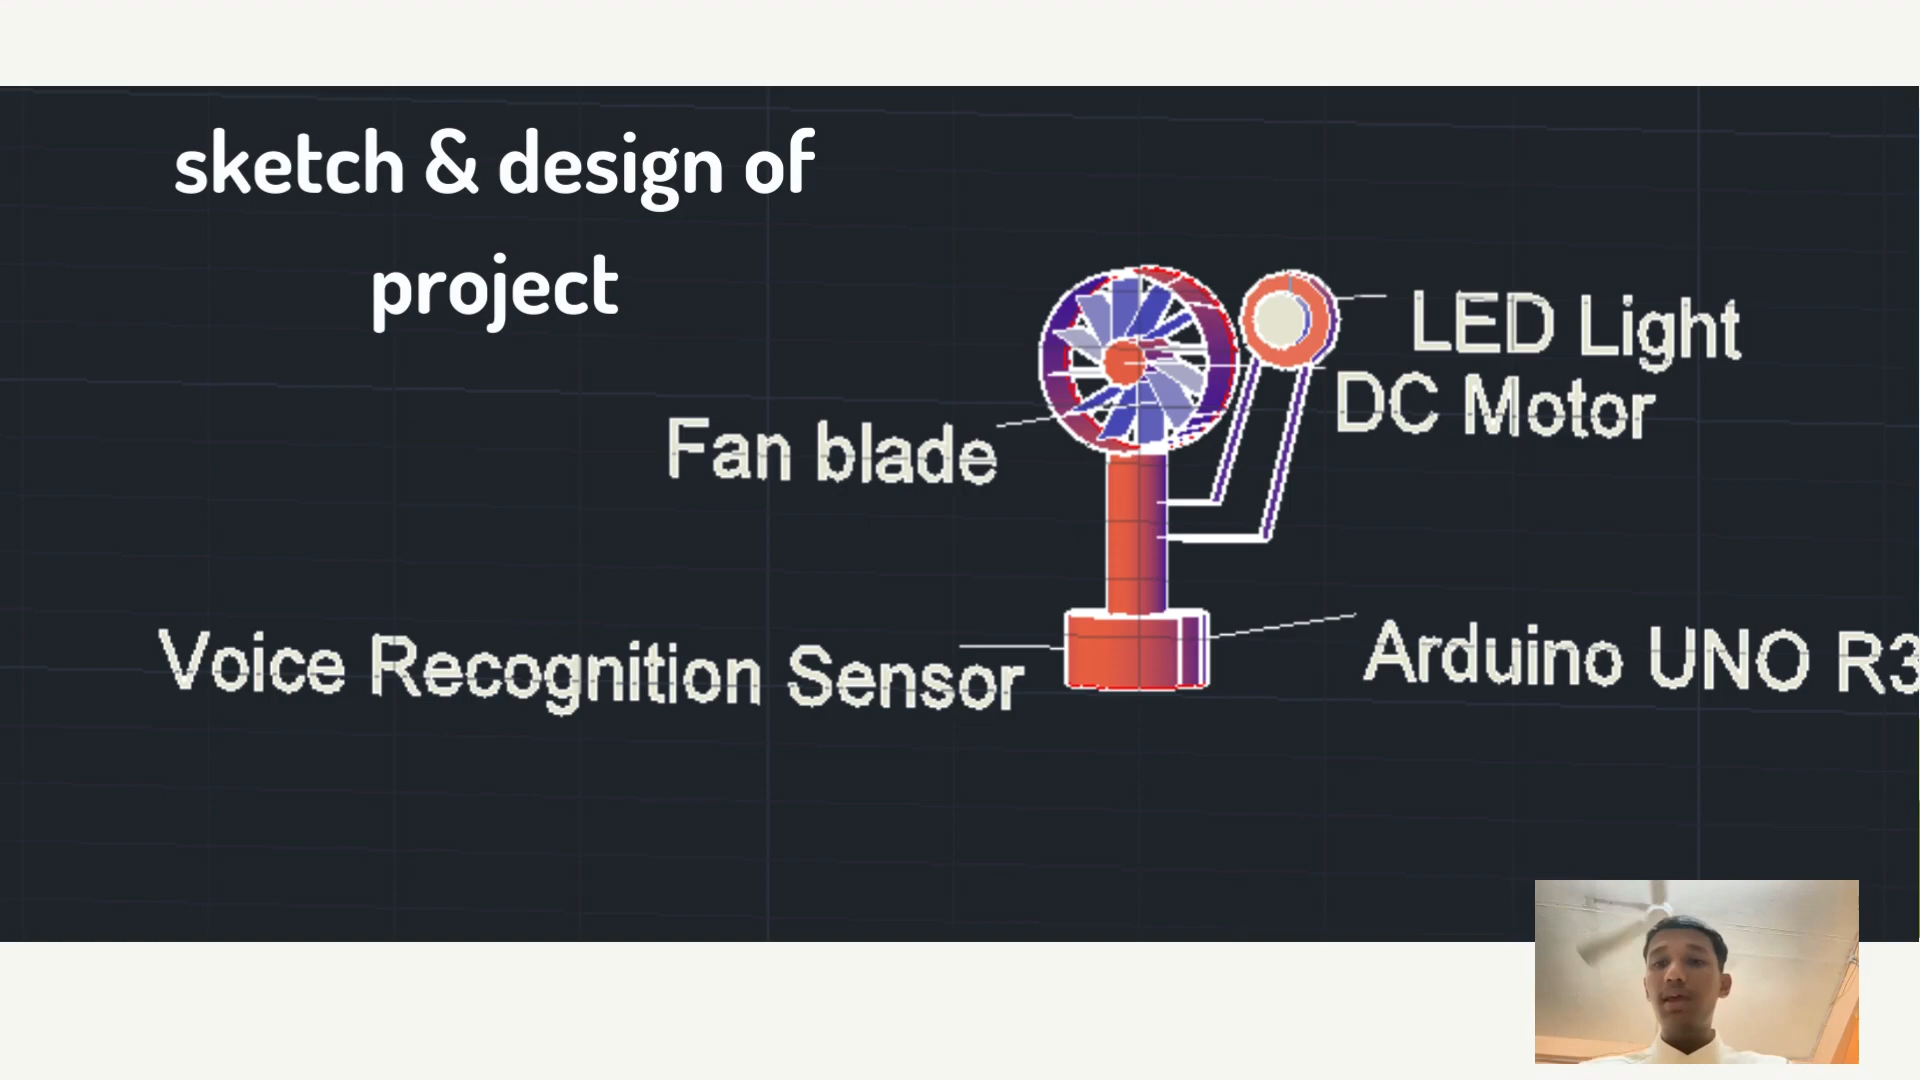 sketch & design of
project
LED Light
DC Motor
Fan blade
Voice Recognition Sensor
Arduino UNO R3